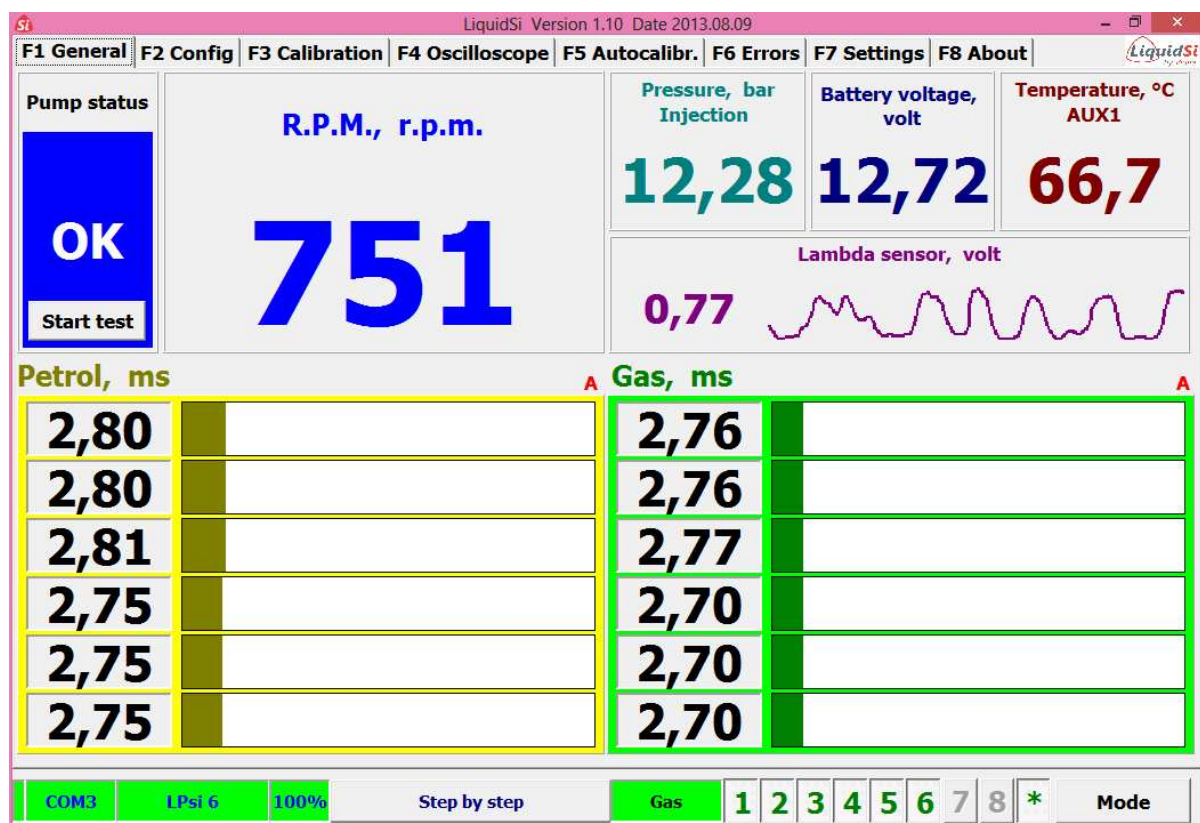 Si LiquidSi Version 1.10 Date 2013.08.09
F1 General F2 Config F3 Calibration F4 Oscilloscope F5 Autocalibr. F6 Errors F7 Settings F8 About LiquidSi
Pump status
OK
Start test
R.P.M., r.p.m.
751
Pressure, bar
Injection
12,28
Battery voltage,
volt
12,72
Temperature, °C
AUX1
66,7
Lambda sensor, volt
0,77
Petrol, ms A
2,80
2,80
2,81
2,75
2,75
2,75
Gas, ms A
2,76
2,76
2,77
2,70
2,70
2,70
COM3 LPsi 6 100% Step by step Gas 1 2 3 4 5 6 7 8 * Mode